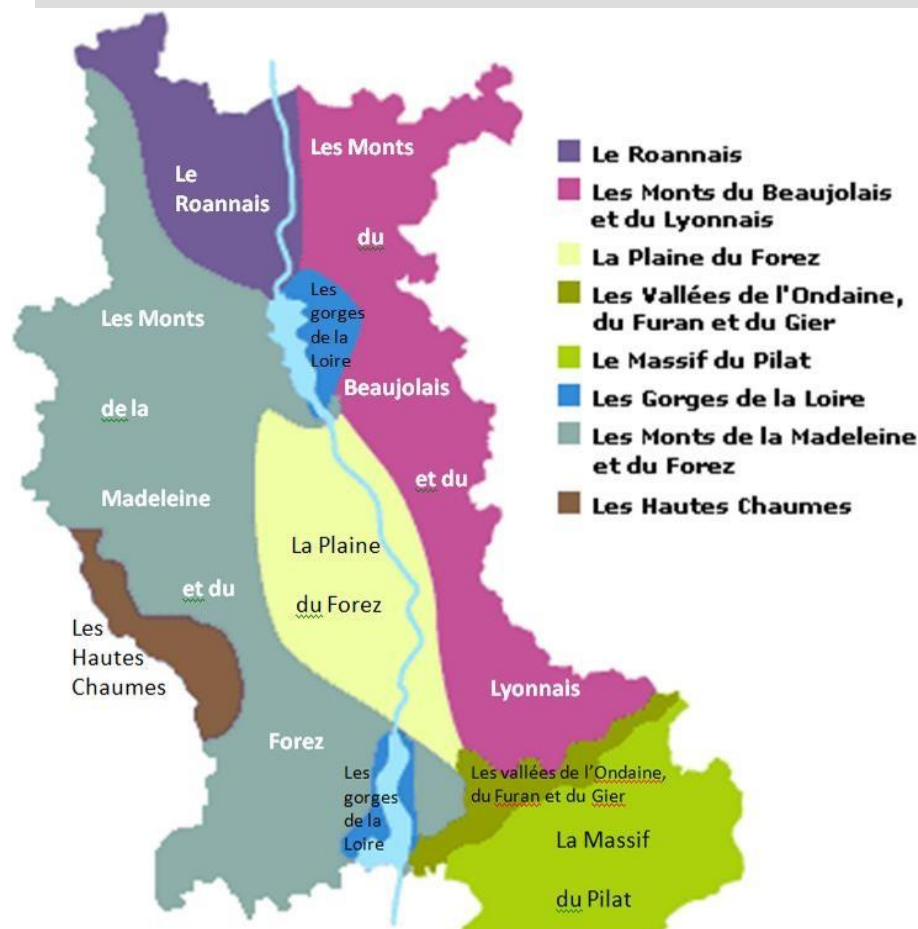 Les Monts
du
Beaujolais
et du
Lyonnais
Le
Roannais
Les
gorges
de la
Loire
Les Monts
de la
Madeleine
et du
Forez
La Plaine
du Forez
Les
Hautes
Chaumes
Les
gorges
de la
Loire
Les vallées de l'Ondaine,
du Furan et du Gier
La Massif
du Pilat
Le Roannais
Les Monts du Beaujolais
et du Lyonnais
La Plaine du Forez
Les Vallées de l'Ondaine,
du Furan et du Gier
Le Massif du Pilat
Les Gorges de la Loire
Les Monts de la Madeleine
et du Forez
Les Hautes Chaumes